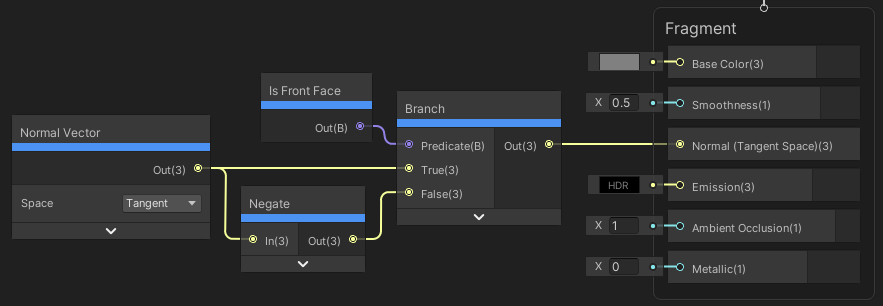 Fragment
Base Color(3)
X 0.5
Smoothness(1)
Normal (Tangent Space)(3)
HDR
Emission(3)
X 1
Ambient Occlusion(1)
X 0
Metallic(1)
Is Front Face
Out(B)
Branch
Predicate(B)
Out(3)
True(3)
False(3)
Normal Vector
Out(3)
Space
Tangent
Negate
In(3)
Out(3)